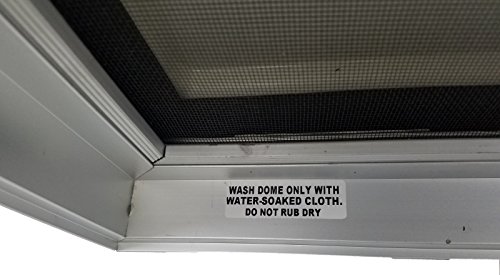 WASH DOME ONLY WITH
WATER-SOAKED CLOTH.
DO NOT RUB DRY